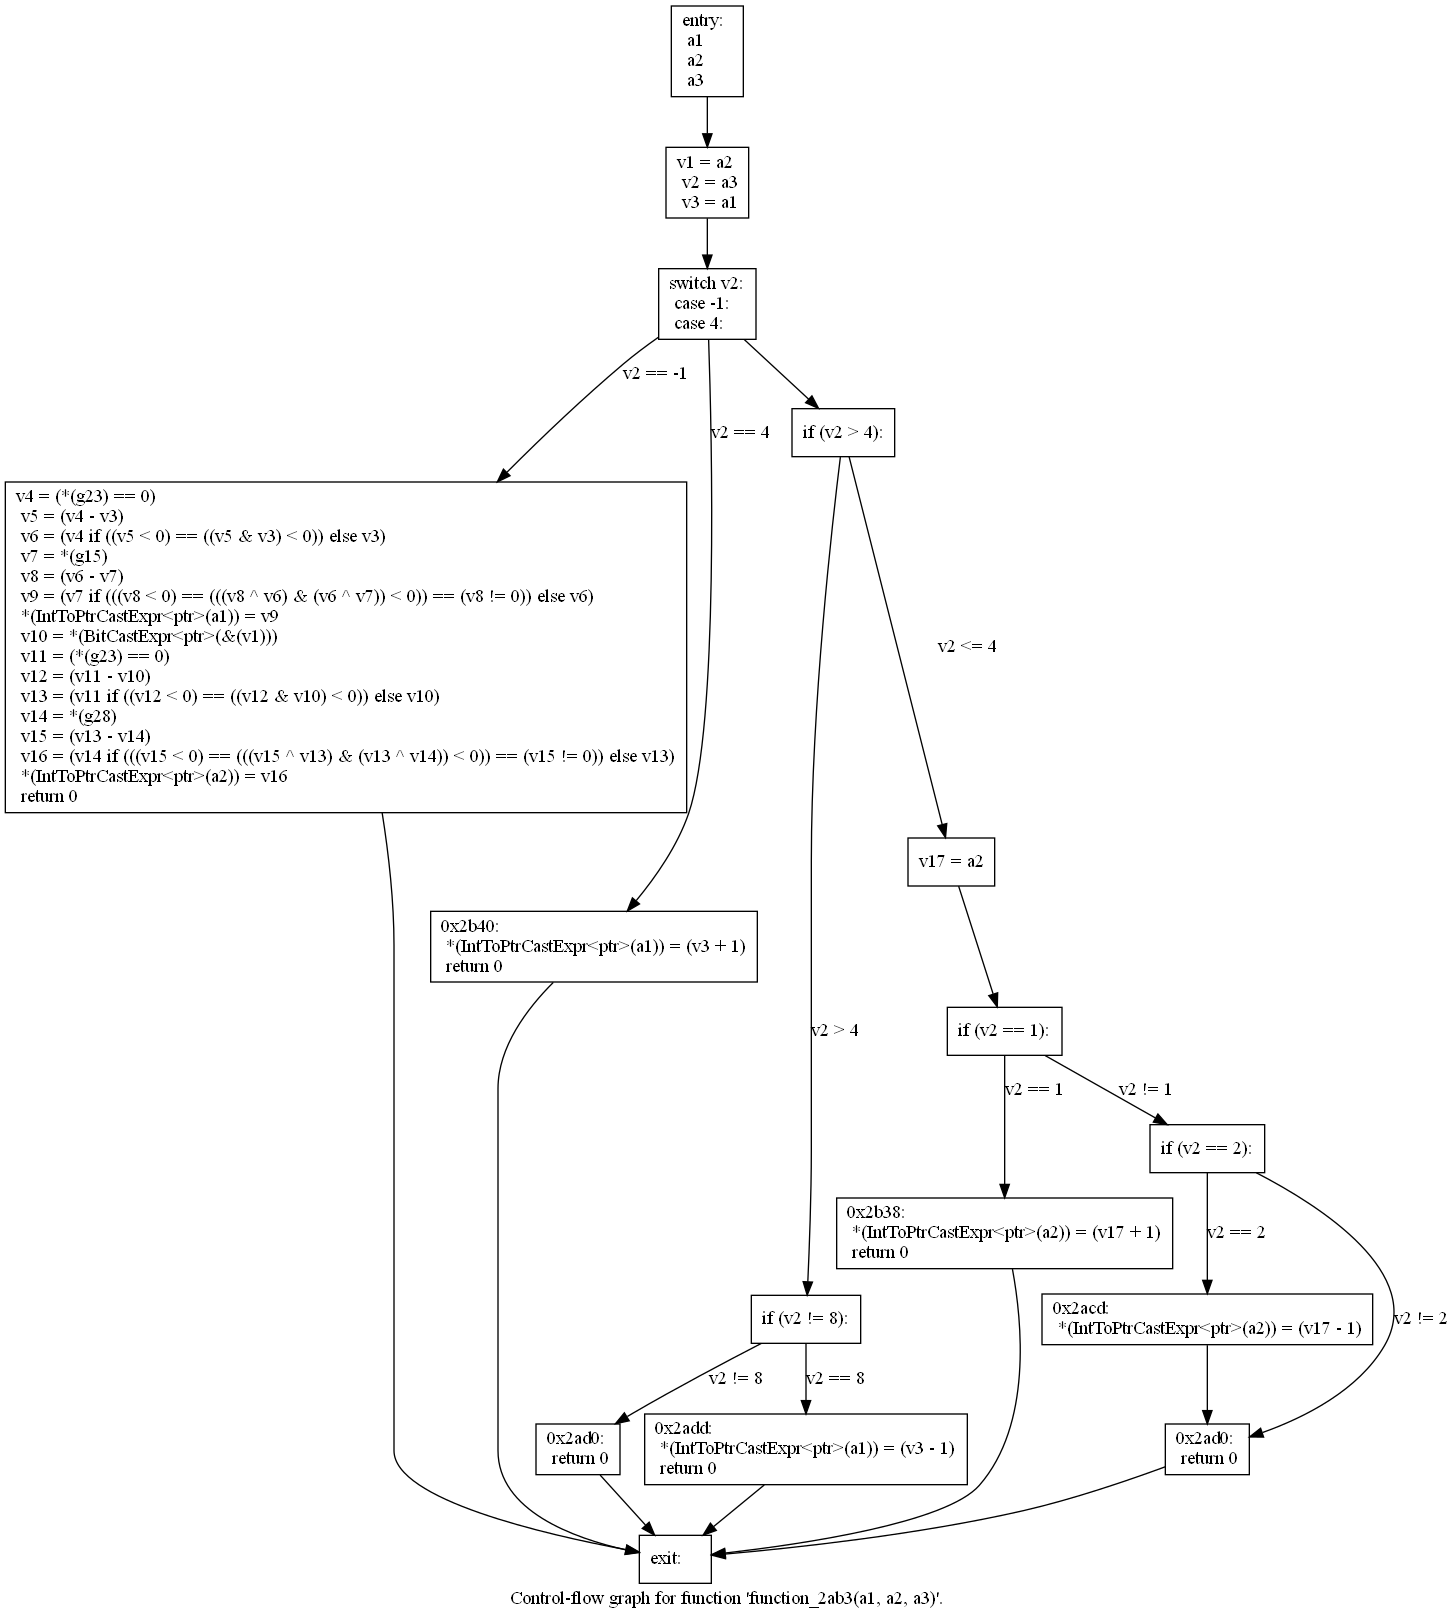 entry:
a1
a2
a3
v1 = a2
v2 = a3
v3 = a1
switch v2:
case -1:
case 4:
v2 == -1
v2 == 4
if (v2 > 4):
v4 = (*(g23) == 0)
v5 = (v4 - v3)
v6 = (v4 if ((v5 < 0) == ((v5 & v3) < 0)) else v3)
v7 = *(g15)
v8 = (v6 - v7)
v9 = (v7 if (((v8 < 0) == (((v8 ^ v6) & (v6 ^ v7)) < 0)) == (v8 != 0)) else v6)
*(IntToPtrCastExpr<ptr>(a1)) = v9
v10 = *(BitCastExpr<ptr>(&(v1)))
v11 = (*(g23) == 0)
v12 = (v11 - v10)
v13 = (v11 if ((v12 < 0) == ((v12 & v10) < 0)) else v10)
v14 = *(g28)
v15 = (v13 - v14)
v16 = (v14 if (((v15 < 0) == (((v15 ^ v13) & (v13 ^ v14)) < 0)) == (v15 != 0)) else v13)
*(IntToPtrCastExpr<ptr>(a2)) = v16
return 0
v2 <= 4
v17 = a2
0x2b40:
*(IntToPtrCastExpr<ptr>(a1)) = (v3 + 1)
return 0
v2 > 4
if (v2 == 1):
v2 == 1
v2 != 1
if (v2 == 2):
0x2b38:
*(IntToPtrCastExpr<ptr>(a2)) = (v17 + 1)
return 0
v2 == 2
v2 != 2
if (v2 != 8):
0x2acd:
*(IntToPtrCastExpr<ptr>(a2)) = (v17 - 1)
v2 != 8
v2 == 8
0x2ad0:
return 0
0x2add:
*(IntToPtrCastExpr<ptr>(a1)) = (v3 - 1)
return 0
0x2ad0:
return 0
exit:
Control-flow graph for function 'function_2ab3(a1, a2, a3)'.